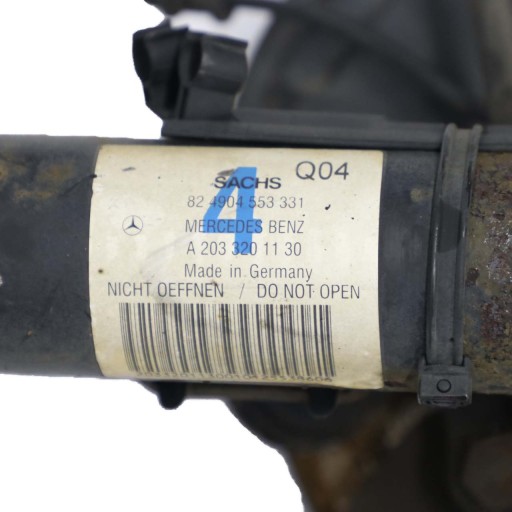 Q04
SACHS
82 4904 553 331
4
MERCEDES BENZ
A 203 320 11 30
Made in Germany
NICHT OEFFNEN / DO NOT OPEN